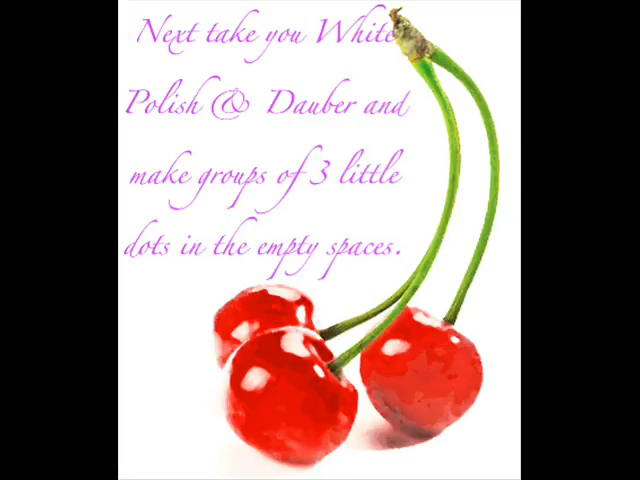 Next take you White
Polish & Dauber and
make groups of 3 little
dots in the empty spaces.